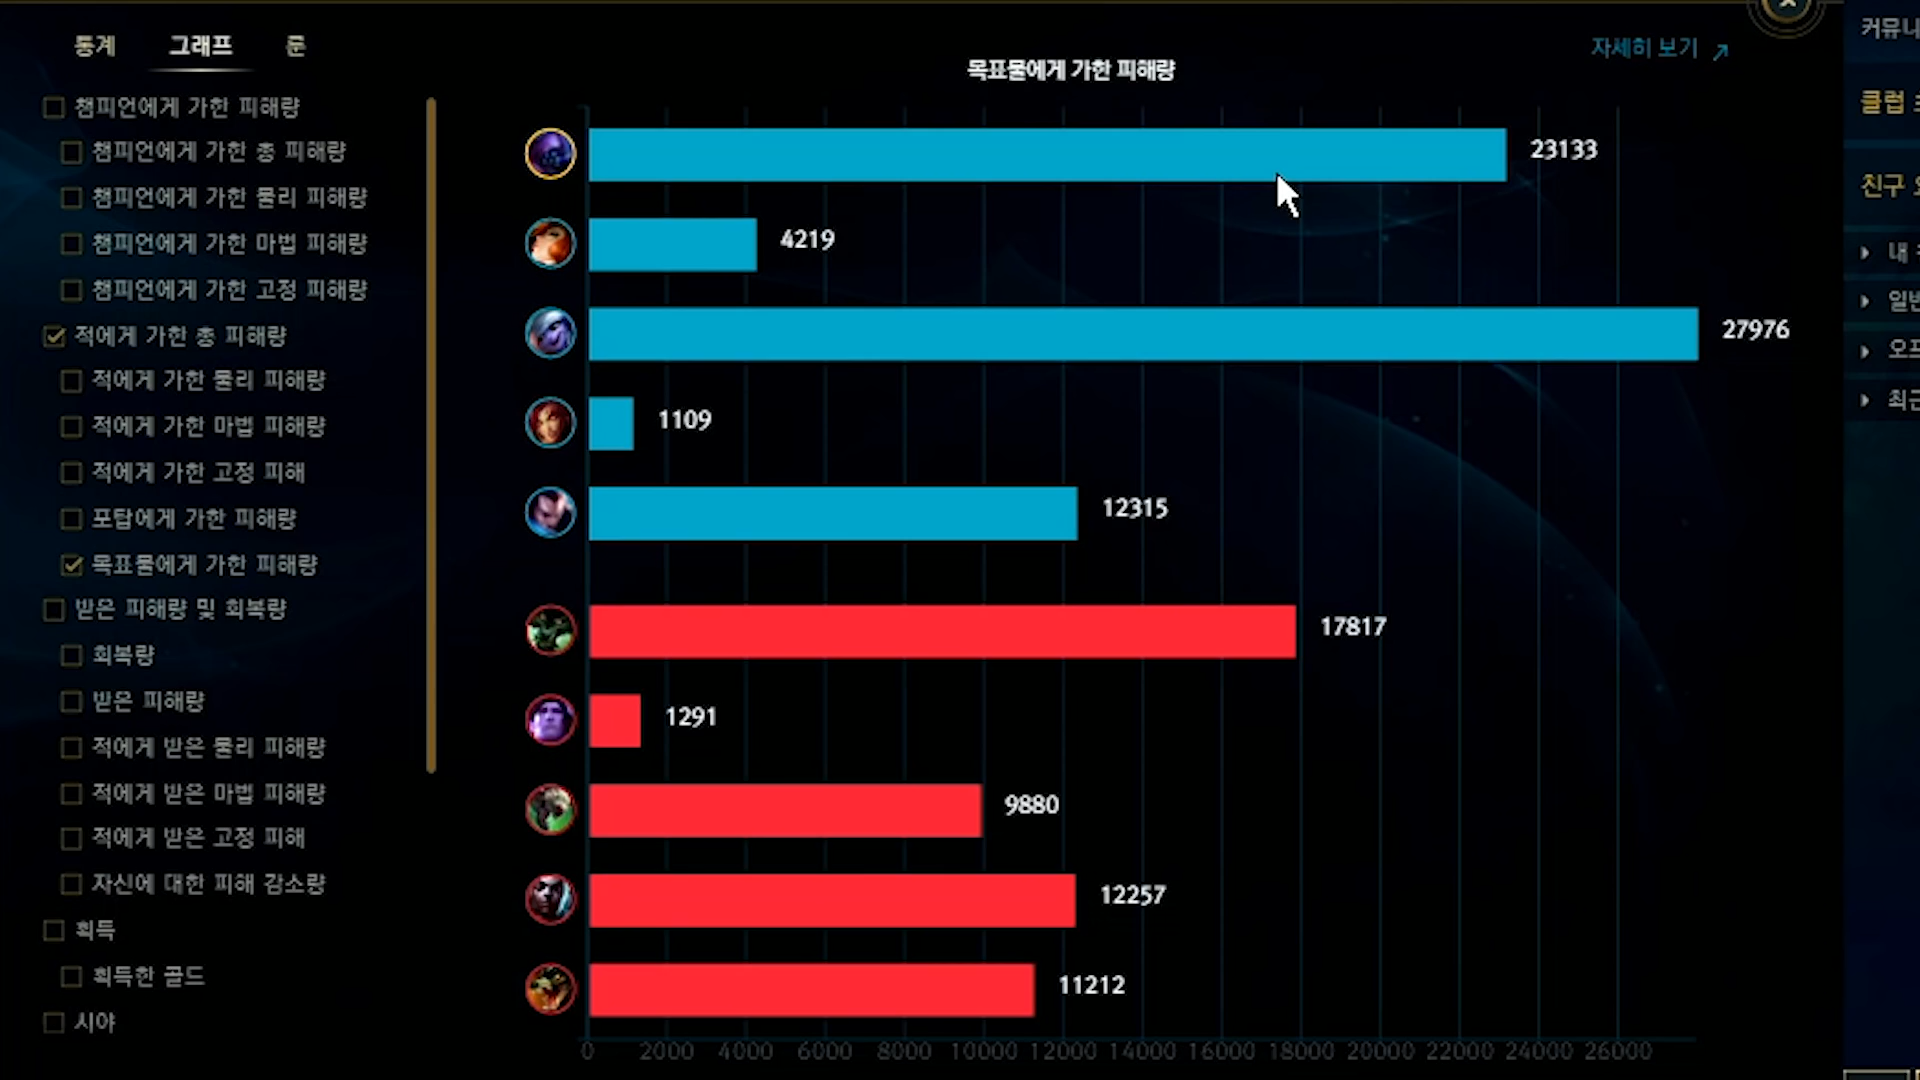 통계 그래프 룬
자세히 보기
목표물에게 가한 피해량
챔피언에게 가한 피해량
챔피언에게 가한 총 피해량
챔피언에게 가한 물리 피해량
챔피언에게 가한 마법 피해량
챔피언에게 가한 고정 피해량
적에게 가한 총 피해량
적에게 가한 물리 피해량
적에게 가한 마법 피해량
적에게 가한 고정 피해
포탑에게 가한 피해량
목표물에게 가한 피해량
받은 피해량 및 회복량
회복량
받은 피해량
적에게 받은 물리 피해량
적에게 받은 마법 피해량
적에게 받은 고정 피해
자신에 대한 피해 감소량
획득
획득한 골드
시야
23133
4219
27976
1109
12315
17817
1291
9880
12257
11212
0 2000 4000 6000 8000 10000 12000 14000 16000 18000 20000 22000 24000 26000
클럽
친구
내